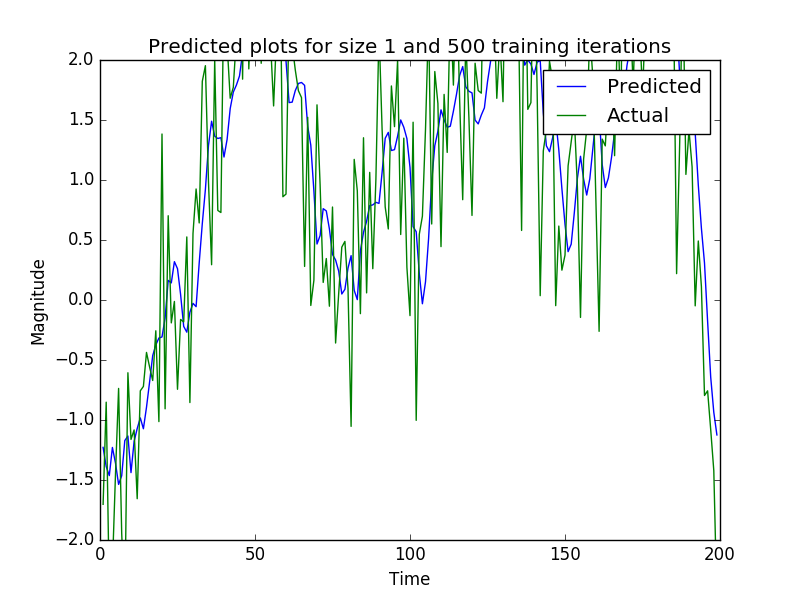 Predicted plots for size 1 and 500 training iterations
2.0
1.5
1.0
0.5
0.0
−0.5
−1.0
−1.5
−2.0
Magnitude
Predicted
Actual
0 50 100 150 200
Time